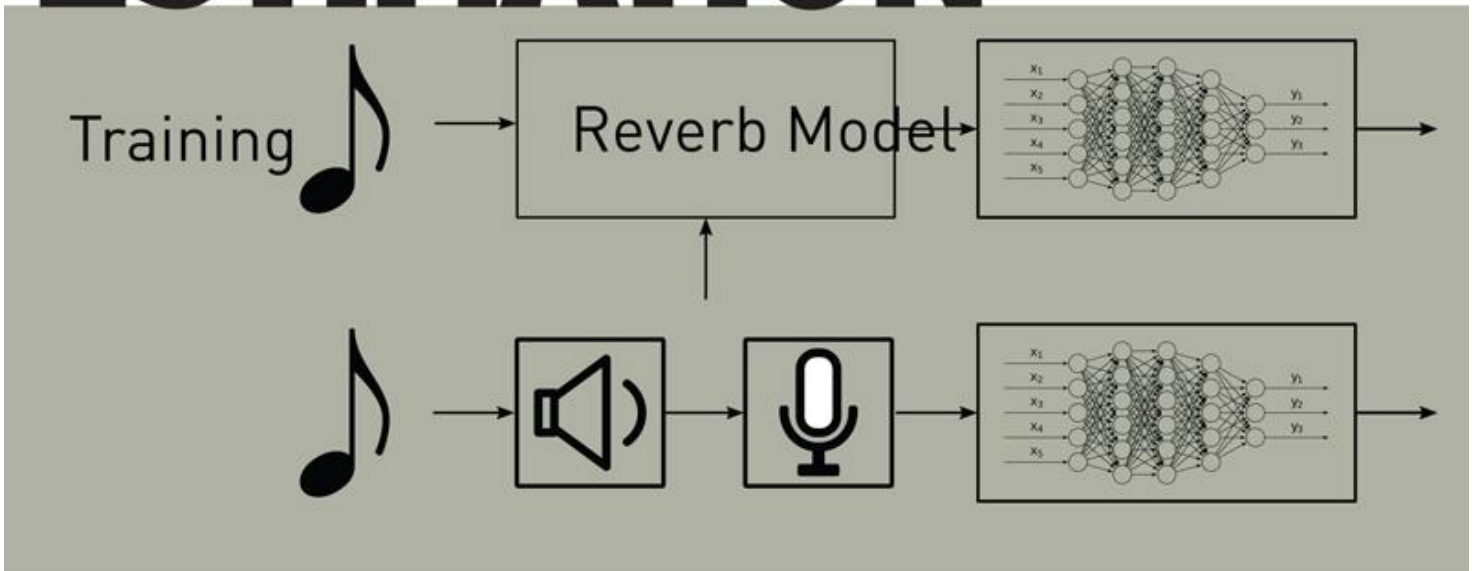 Training
Reverb Model
x₁
x₂
x₃
x₄
x₅
y₁
y₂
y₃
x₁
x₂
x₃
x₄
x₅
y₁
y₂
y₃